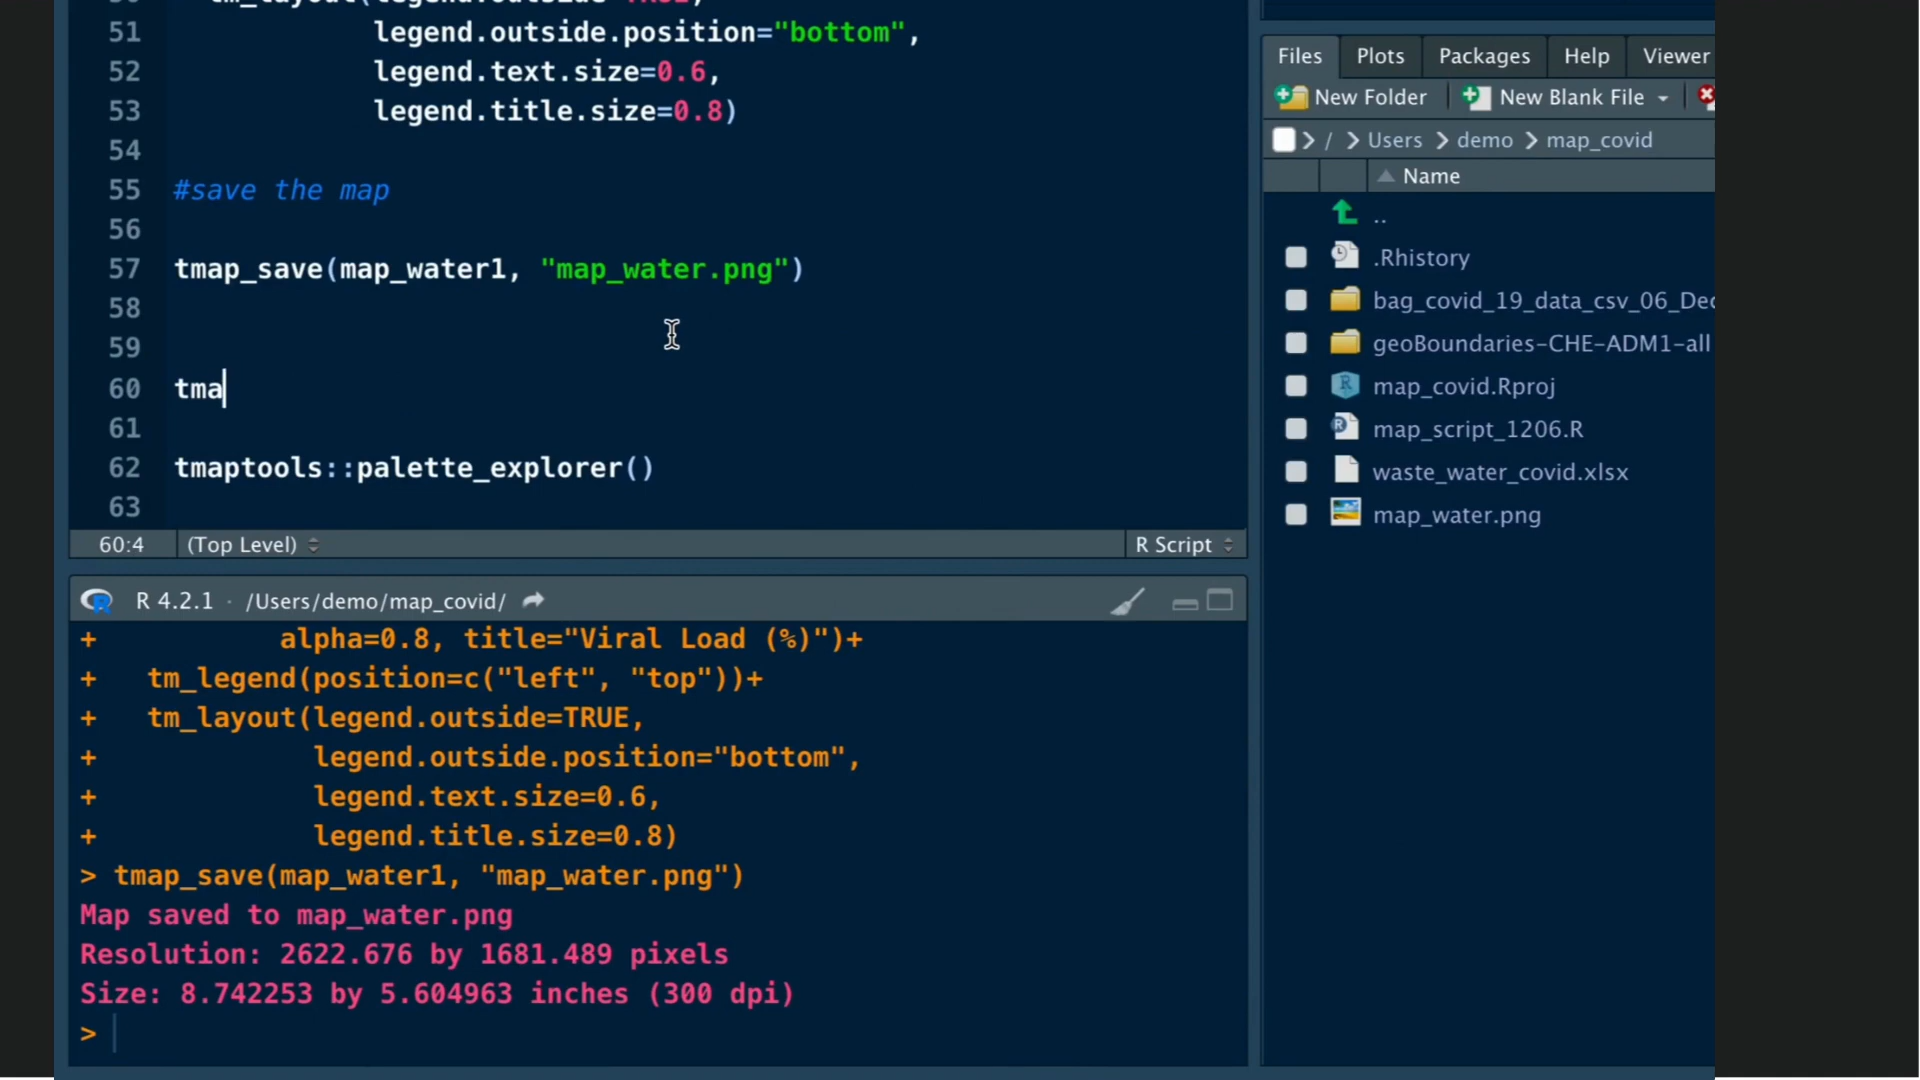 50 tm_layout(legend.outside=TRUE,
51 legend.outside.position="bottom",
52 legend.text.size=0.6,
53 legend.title.size=0.8)
54
55 #save the map
56
57 tmap_save(map_water1, "map_water.png")
58
59
60 tma
61
62 tmaptools::palette_explorer()
63
60:4 (Top Level) R Script
R 4.2.1 · /Users/demo/map_covid/
+ alpha=0.8, title="Viral Load (%)")+
+ tm_legend(position=c("left", "top"))+
+ tm_layout(legend.outside=TRUE,
+ legend.outside.position="bottom",
+ legend.text.size=0.6,
+ legend.title.size=0.8)
> tmap_save(map_water1, "map_water.png")
Map saved to map_water.png
Resolution: 2622.676 by 1681.489 pixels
Size: 8.742253 by 5.604963 inches (300 dpi)
>
Files Plots Packages Help Viewer
New Folder New Blank File
/ Users demo map_covid
Name
..
.Rhistory
bag_covid_19_data_csv_06_Dec
geoBoundaries-CHE-ADM1-all
map_covid.Rproj
map_script_1206.R
waste_water_covid.xlsx
map_water.png